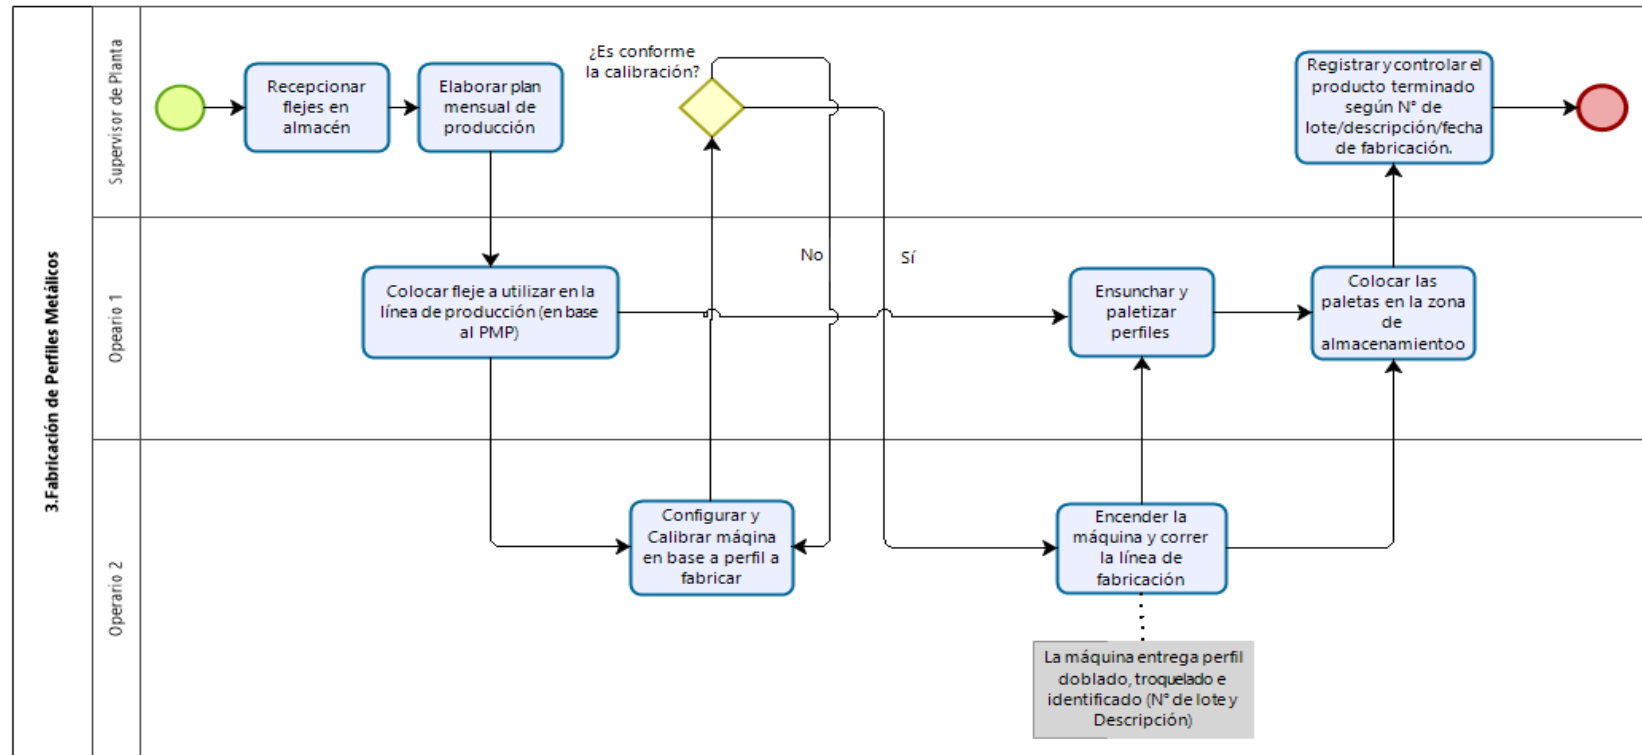 3.Fabricación de Perfiles Metálicos
Supervisor de Planta
Recepcionar
flejes en
almacén
Elaborar plan
mensual de
producción
¿Es conforme
la calibración?
Registrar y controlar el
producto terminado
según N° de
lote/descripción/fecha
de fabricación.
Opeario 1
Colocar fleje a utilizar en la
línea de producción (en base
al PMP)
No
Sí
Ensunchar y
paletizar
perfiles
Colocar las
paletas en la zona
de
almacenamientoo
Operario 2
Configurar y
Calibrar máqina
en base a perfil a
fabricar
Encender la
máquina y correr
la línea de
fabricación
La máquina entrega perfil
doblado, troquelado e
identificado (N° de lote y
Descripción)